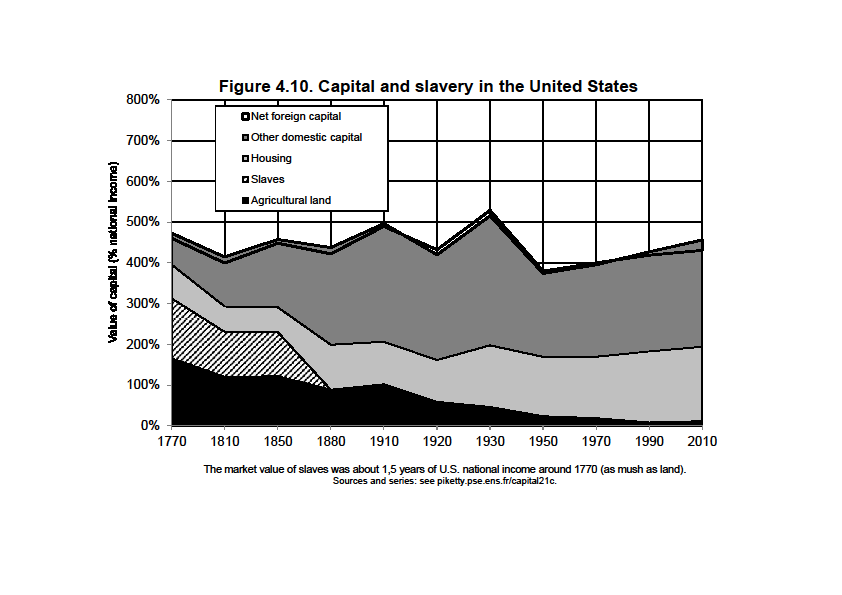 Figure 4.10. Capital and slavery in the United States
800%
700%
600%
500%
400%
300%
200%
100%
0%
Value of capital (% national income)
Net foreign capital
Other domestic capital
Housing
Slaves
Agricultural land
1770 1810 1850 1880 1910 1920 1930 1950 1970 1990 2010
The market value of slaves was about 1,5 years of U.S. national income around 1770 (as mush as land).
Sources and series: see piketty.pse.ens.fr/capital21c.